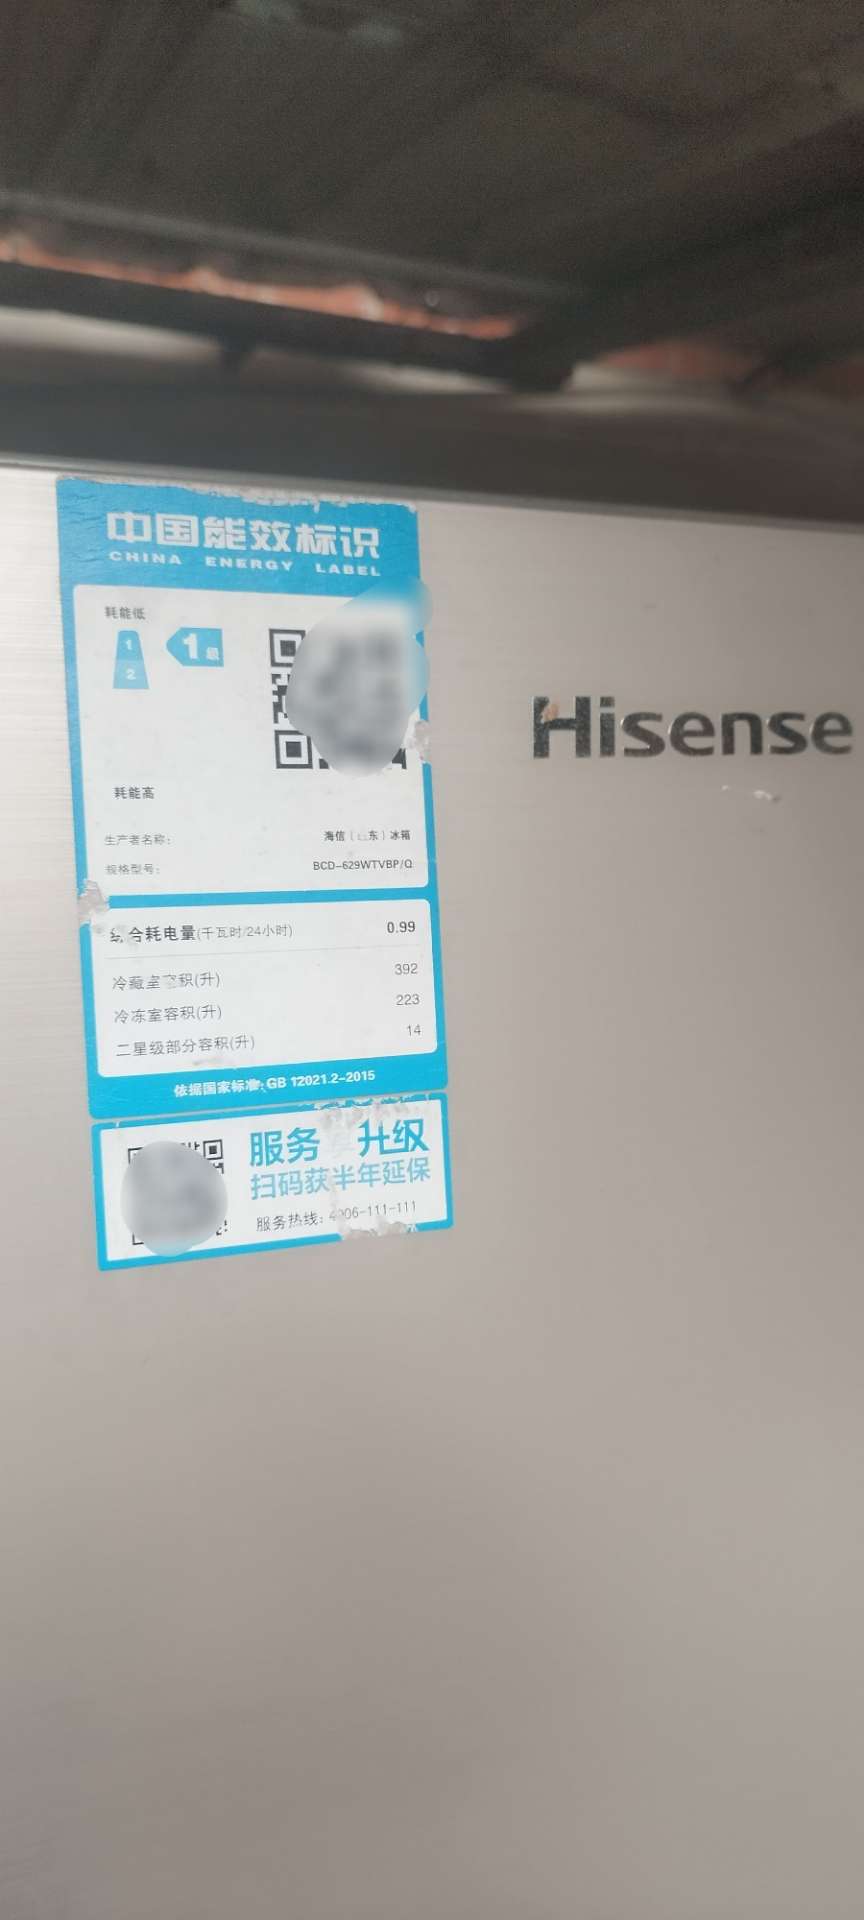 中国能效标识
CHINA ENERGY LABEL
耗能低
1
2
1级
耗能高
生产者名称:
海信(东)冰箱
规格型号:
BCD-629WTVBP/Q
合耗电量(千瓦时/24小时)
0.99
冷藏室容积(升)
392
冷冻室容积(升)
223
二星级部分容积(升)
14
依据国家标准:GB 12021.2-2015
服务 升级
扫码获半年延保
服务热线: 4006-111-111
Hisense